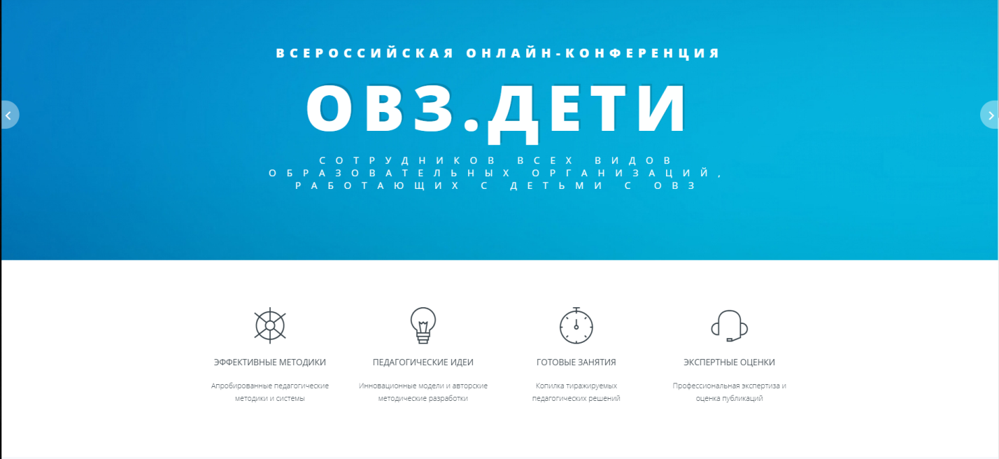 ВСЕРОССИЙСКАЯ ОНЛАЙН-КОНФЕРЕНЦИЯ
ОВЗ.ДЕТИ
СОТРУДНИКОВ ВСЕХ ВИДОВ
ОБРАЗОВАТЕЛЬНЫХ ОРГАНИЗАЦИЙ,
РАБОТАЮЩИХ С ДЕТЬМИ С ОВЗ
ЭФФЕКТИВНЫЕ МЕТОДИКИ
Апробированные педагогические
методики и системы
ПЕДАГОГИЧЕСКИЕ ИДЕИ
Инновационные модели и авторские
методические разработки
ГОТОВЫЕ ЗАНЯТИЯ
Копилка тиражируемых
педагогических решений
ЭКСПЕРТНЫЕ ОЦЕНКИ
Профессиональная экспертиза и
оценка публикаций